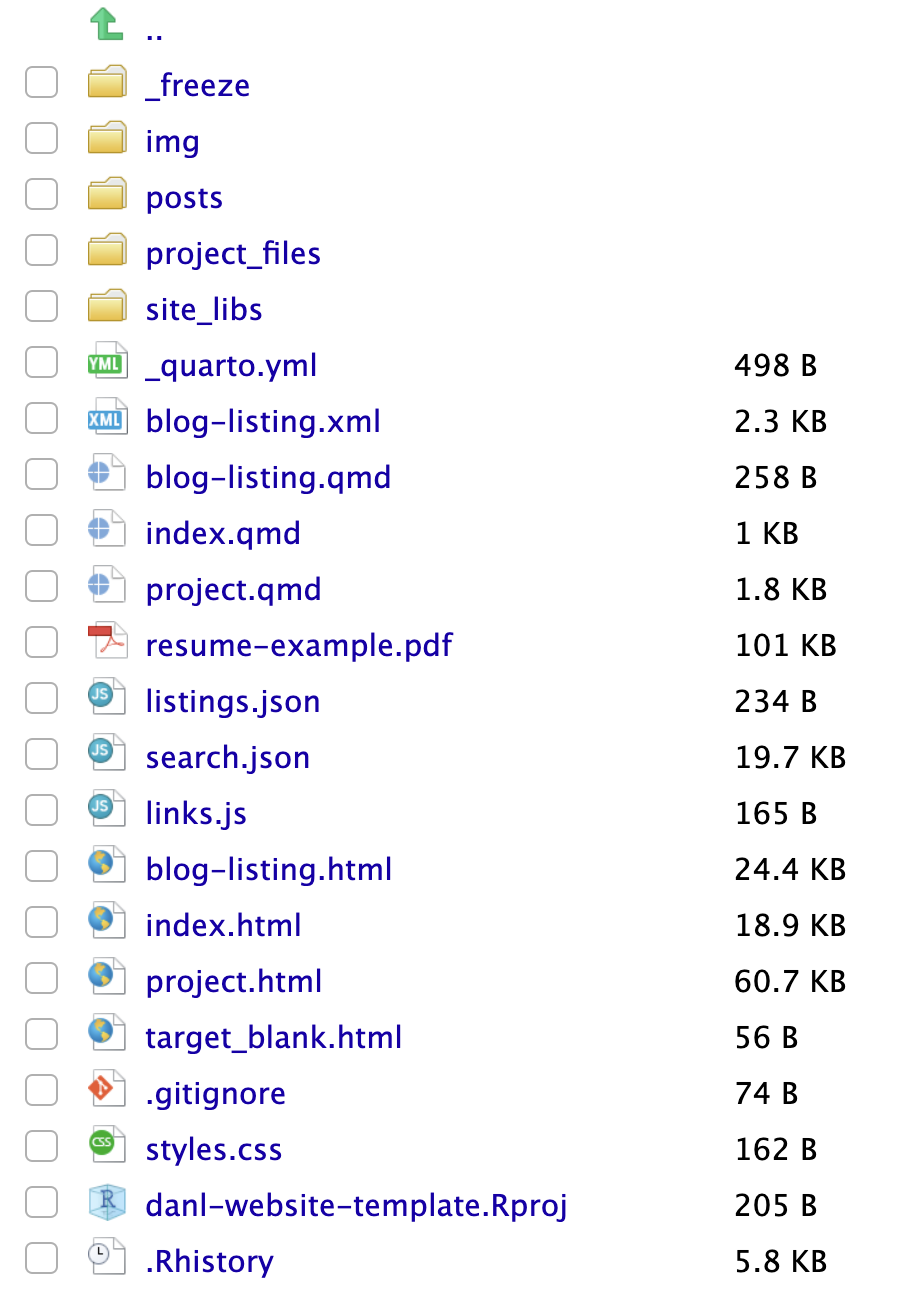 ..
_freeze
img
posts
project_files
site_libs
YML _quarto.yml 498 B
XML blog-listing.xml 2.3 KB
blog-listing.qmd 258 B
index.qmd 1 KB
project.qmd 1.8 KB
resume-example.pdf 101 KB
JS listings.json 234 B
JS search.json 19.7 KB
JS links.js 165 B
blog-listing.html 24.4 KB
index.html 18.9 KB
project.html 60.7 KB
target_blank.html 56 B
.gitignore 74 B
CSS styles.css 162 B
R danl-website-template.Rproj 205 B
.Rhistory 5.8 KB